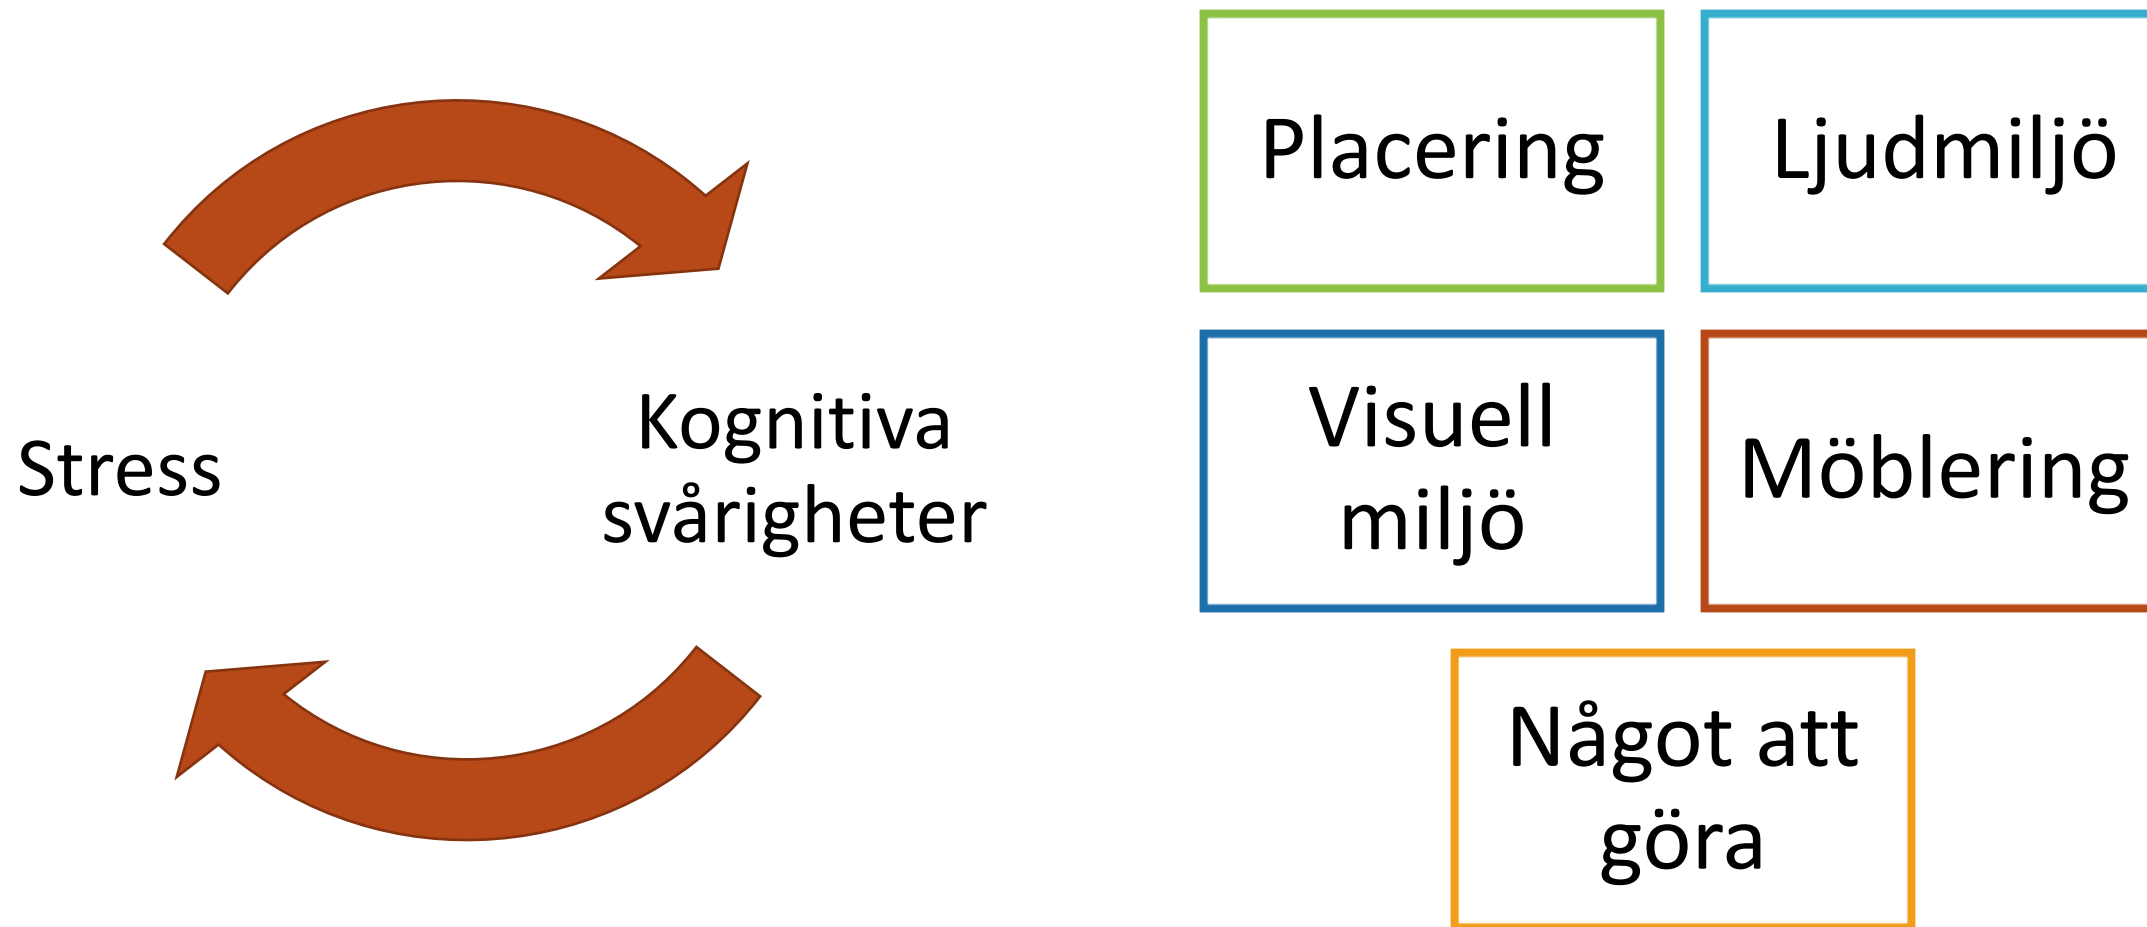 Stress
Kognitiva
svårigheter
Placering
Ljudmiljö
Visuell
miljö
Möblering
Något att
göra